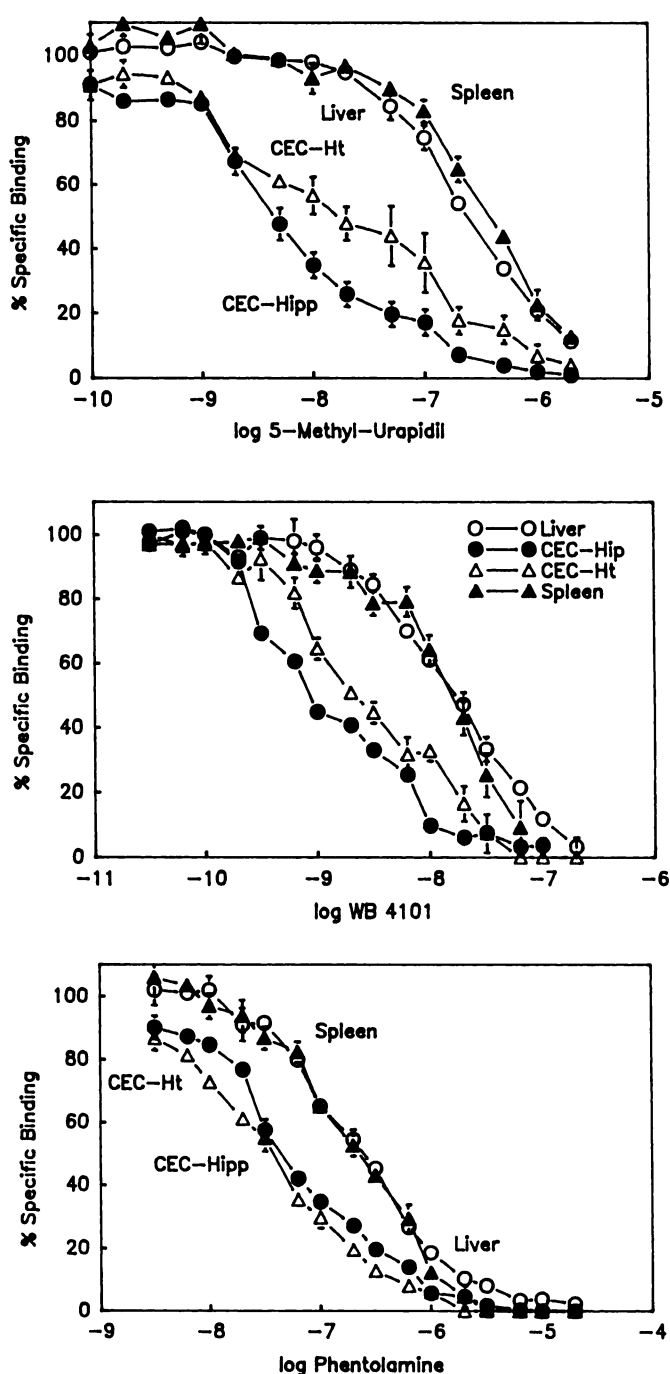 100
80
60
40
20
0
% Specific Binding
Spleen
Liver
CEC-Ht
CEC-Hipp
-10
-9
-8
-7
-6
-5
log 5-Methyl-Urapidil
100
80
60
40
20
0
% Specific Binding
Liver
CEC-Hip
CEC-Ht
Spleen
-11
-10
-9
-8
-7
-6
log WB 4101
100
80
60
40
20
0
% Specific Binding
Spleen
CEC-Ht
CEC-Hipp
Liver
-9
-8
-7
-6
-5
-4
log Phentolamine